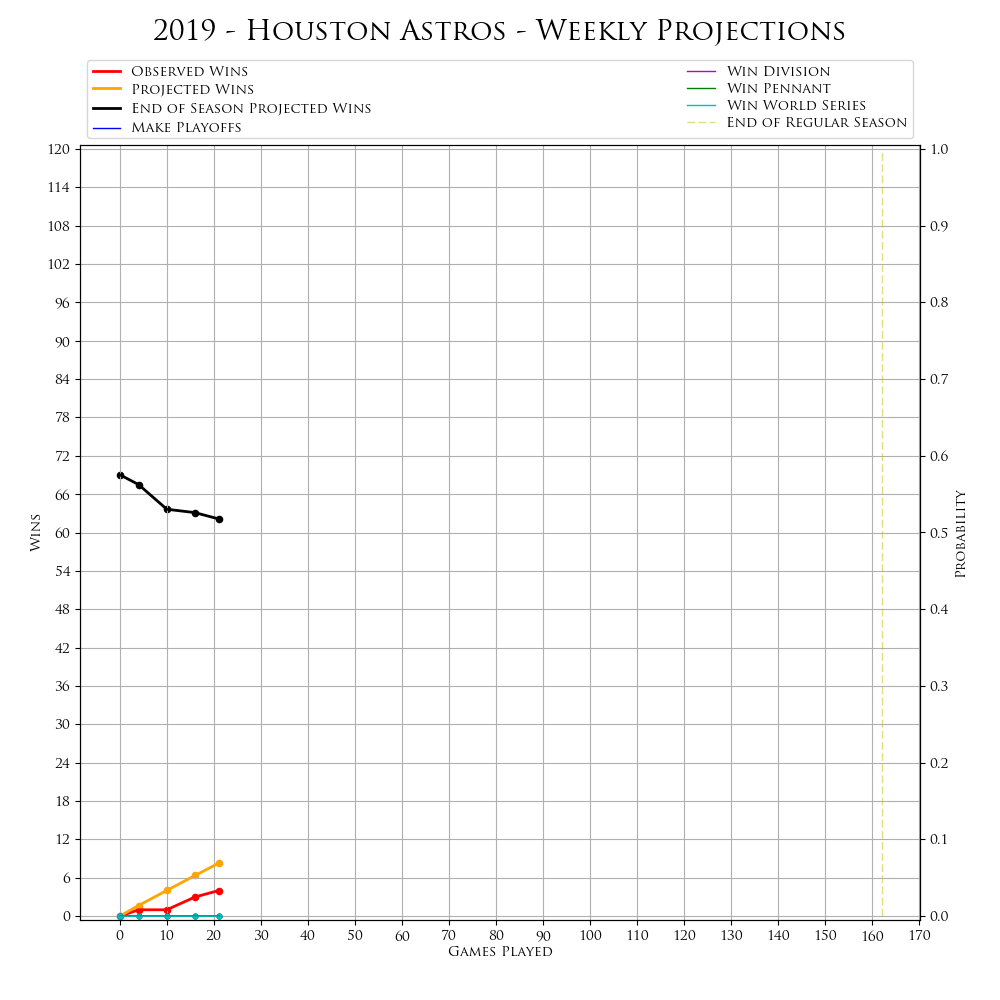 2019 - Houston Astros - Weekly Projections
Observed Wins
Projected Wins
End of Season Projected Wins
Make Playoffs
Win Division
Win Pennant
Win World Series
End of Regular Season
120
114
108
102
96
90
84
78
72
66
60
54
48
42
36
30
24
18
12
6
0
Wins
1.0
0.9
0.8
0.7
0.6
0.5
0.4
0.3
0.2
0.1
0.0
Probability
0 10 20 30 40 50 60 70 80 90 100 110 120 130 140 150 160 170
Games Played